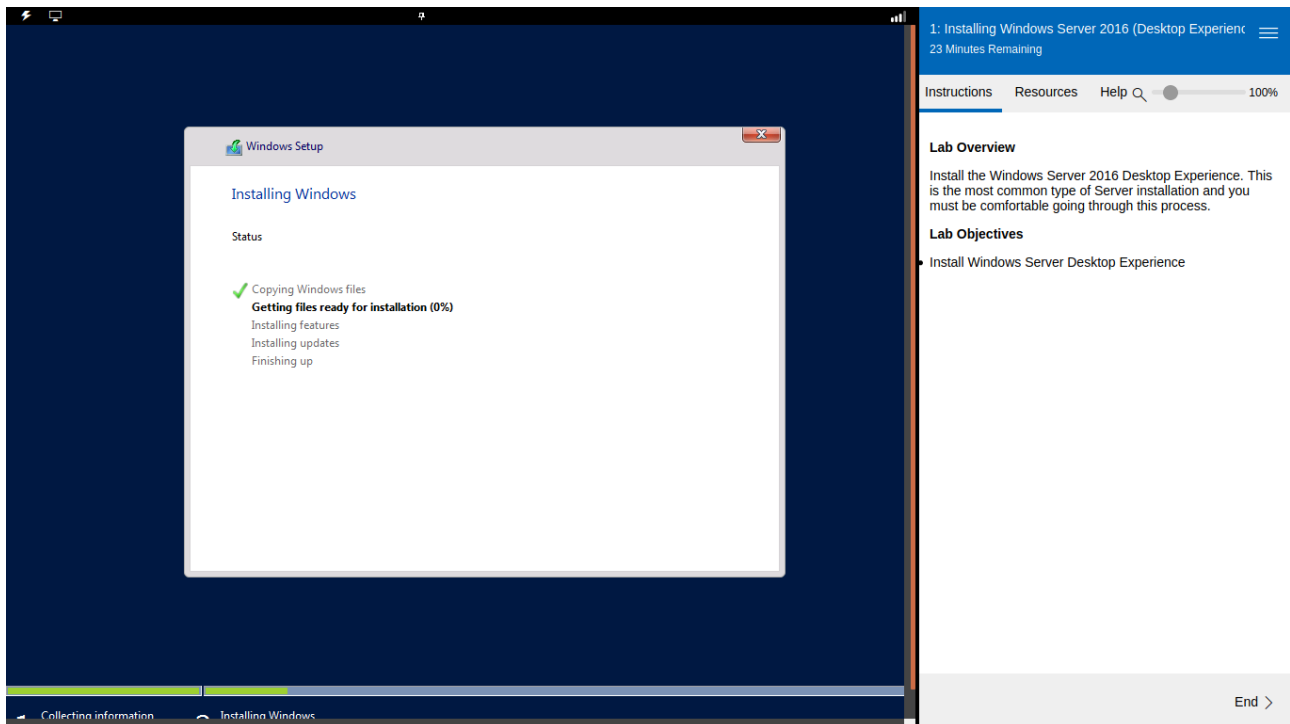 1: Installing Windows Server 2016 (Desktop Experienc
23 Minutes Remaining
Instructions Resources Help 100%
Windows Setup
Installing Windows
Status
Copying Windows files
Getting files ready for installation (0%)
Installing features
Installing updates
Finishing up
Collecting information
Installing Windows
Lab Overview
Install the Windows Server 2016 Desktop Experience. This
is the most common type of Server installation and you
must be comfortable going through this process.
Lab Objectives
Install Windows Server Desktop Experience
End